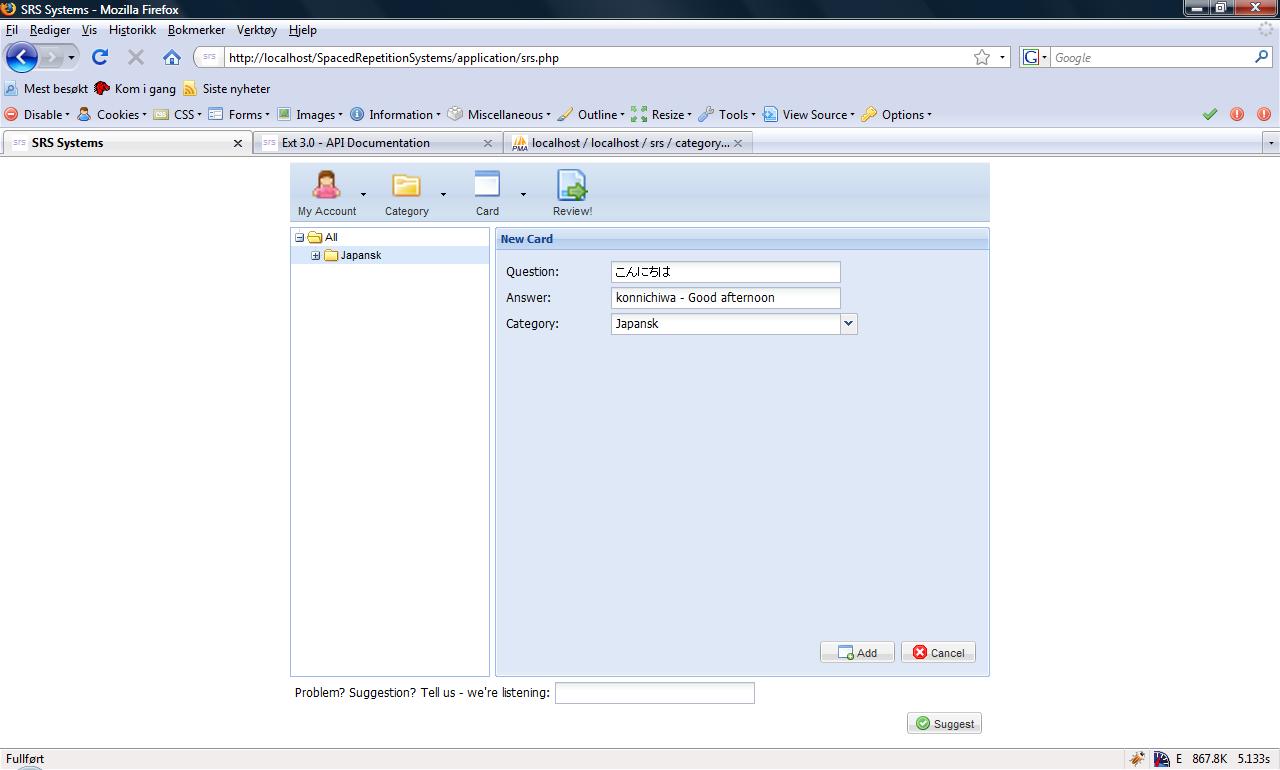 SRS Systems - Mozilla Firefox
Fil Rediger Vis Historikk Bokmerker Verktøy Hjelp
srs http://localhost/SpacedRepetitionSystems/application/srs.php G Google
Mest besøkt Kom i gang Siste nyheter
Disable Cookies CSS Forms Images Information Miscellaneous Outline Resize Tools View Source Options
srs SRS Systems srs Ext 3.0 - API Documentation PMA localhost / localhost / srs / category...
My Account Category Card Review!
All
Japansk
New Card
Question: こんにちは
Answer: konnichiwa - Good afternoon
Category: Japansk
Add Cancel
Problem? Suggestion? Tell us - we're listening:
Suggest
Fullført E 867.8K 5.133s